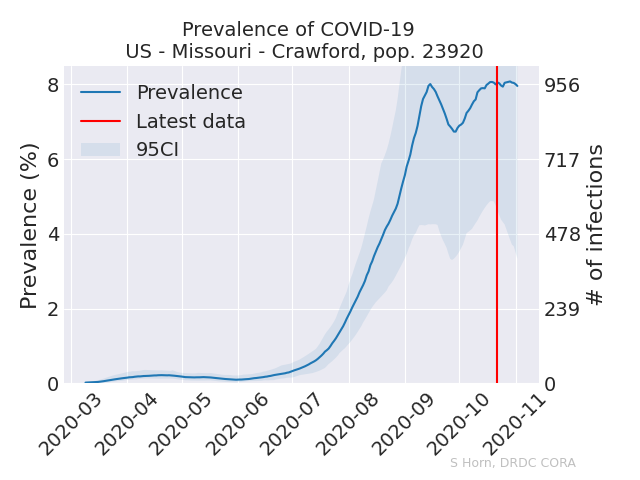 Prevalence of COVID-19
US - Missouri - Crawford, pop. 23920
Prevalence
Latest data
95CI
Prevalence (%)
8
6
4
2
0
956
717
478
239
0
# of infections
2020-03
2020-04
2020-05
2020-06
2020-07
2020-08
2020-09
2020-10
2020-11
S Horn, DRDC CORA